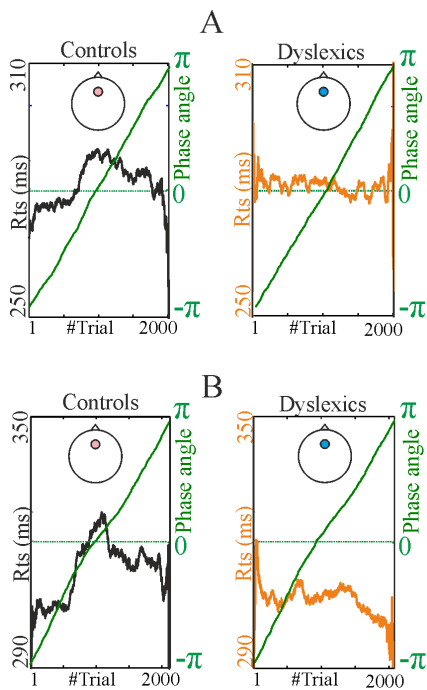 A
Controls
Dyslexics
310
π
310
π
Rts (ms)
0
Phase angle
Rts (ms)
0
Phase angle
250
-π
250
-π
1
#Trial
2000
1
#Trial
2000
B
Controls
Dyslexics
350
π
350
π
Rts (ms)
0
Phase angle
Rts (ms)
0
Phase angle
290
-π
290
-π
1
#Trial
2000
1
#Trial
2000